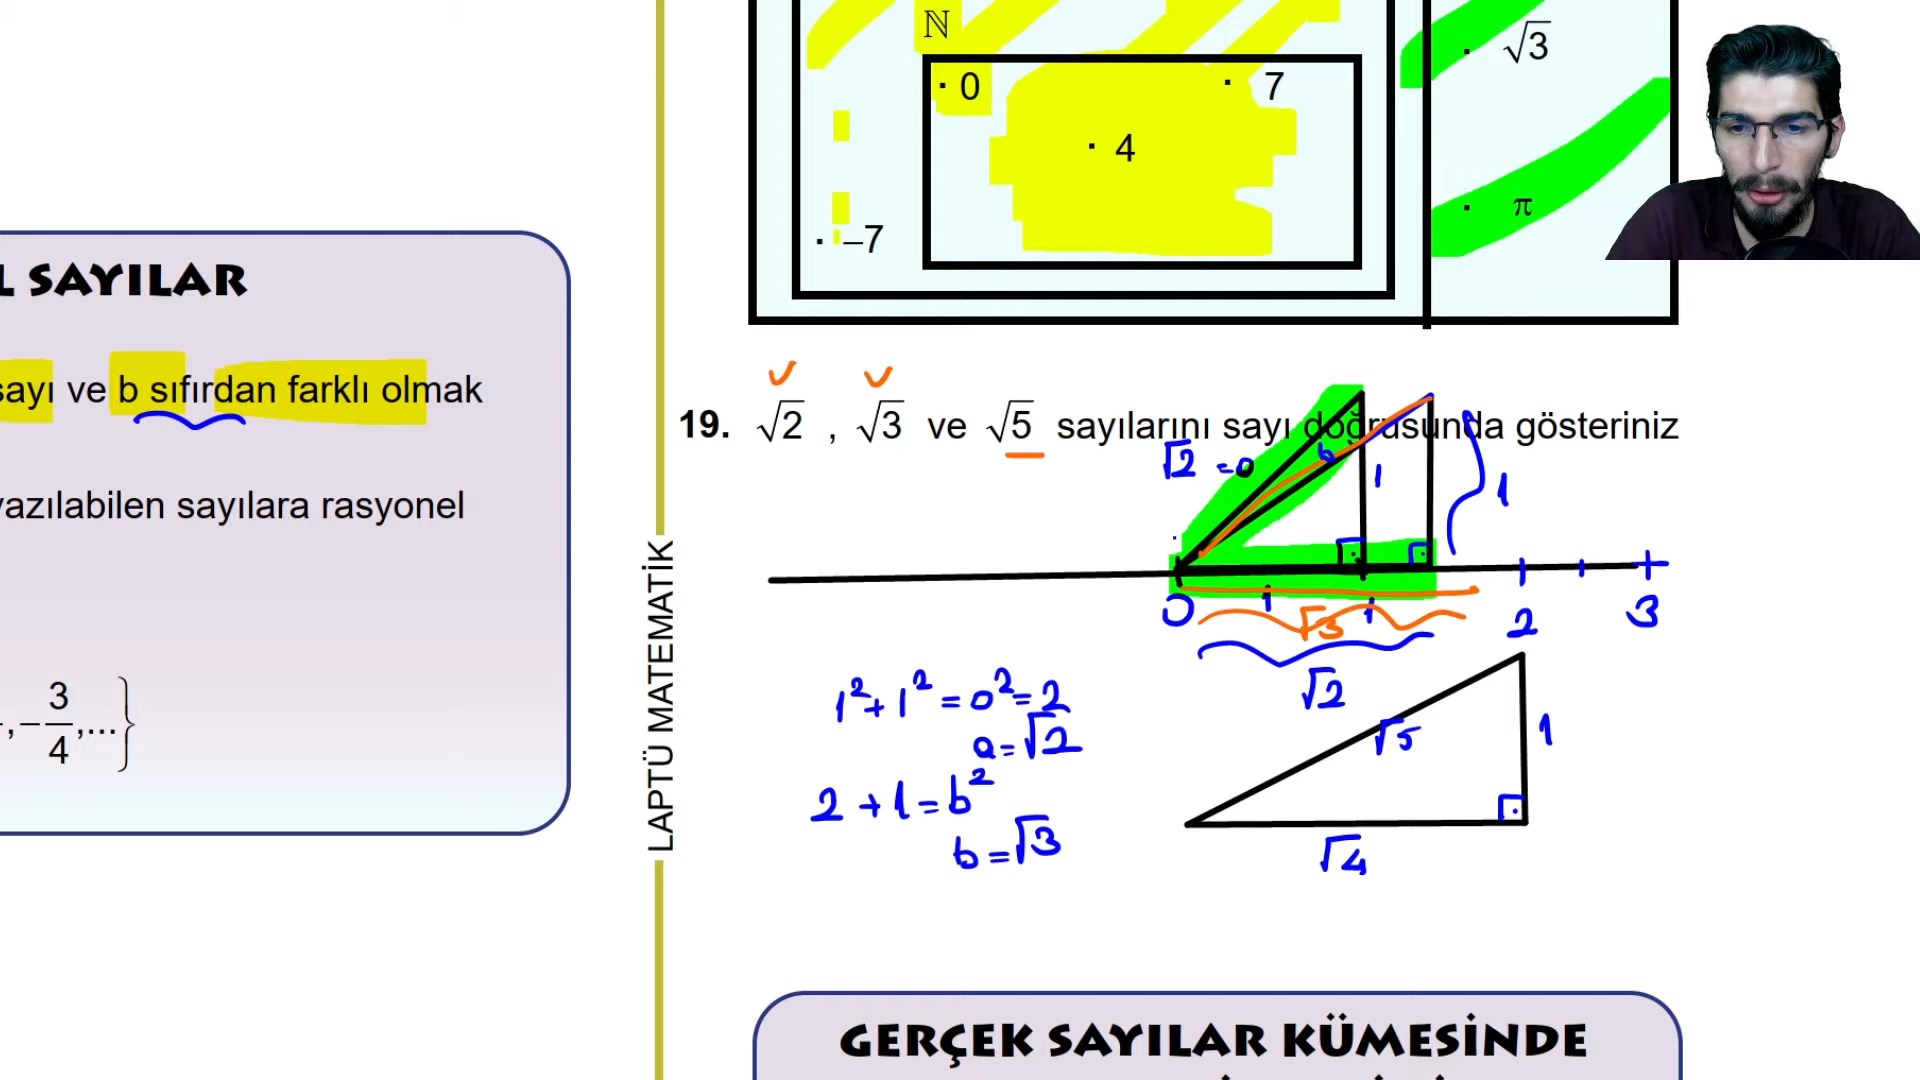 ℕ
· 0
· 7
· 4
· –7
· √3
· π
L SAYILAR
sayı ve b sıfırdan farklı olmak
yazılabilen sayılara rasyonel
,-3/4,...}
LAPTÜ MATEMATİK
19. √2 , √3 ve √5 sayılarını sayı doğrusunda gösteriniz
√2 = a
b
1
1
0 1 1 2 3
√3
√2
1² + 1² = a² = 2
a = √2
2 + 1 = b²
b = √3
√5
1
√4
GERÇEK SAYILAR KÜMESİNDE